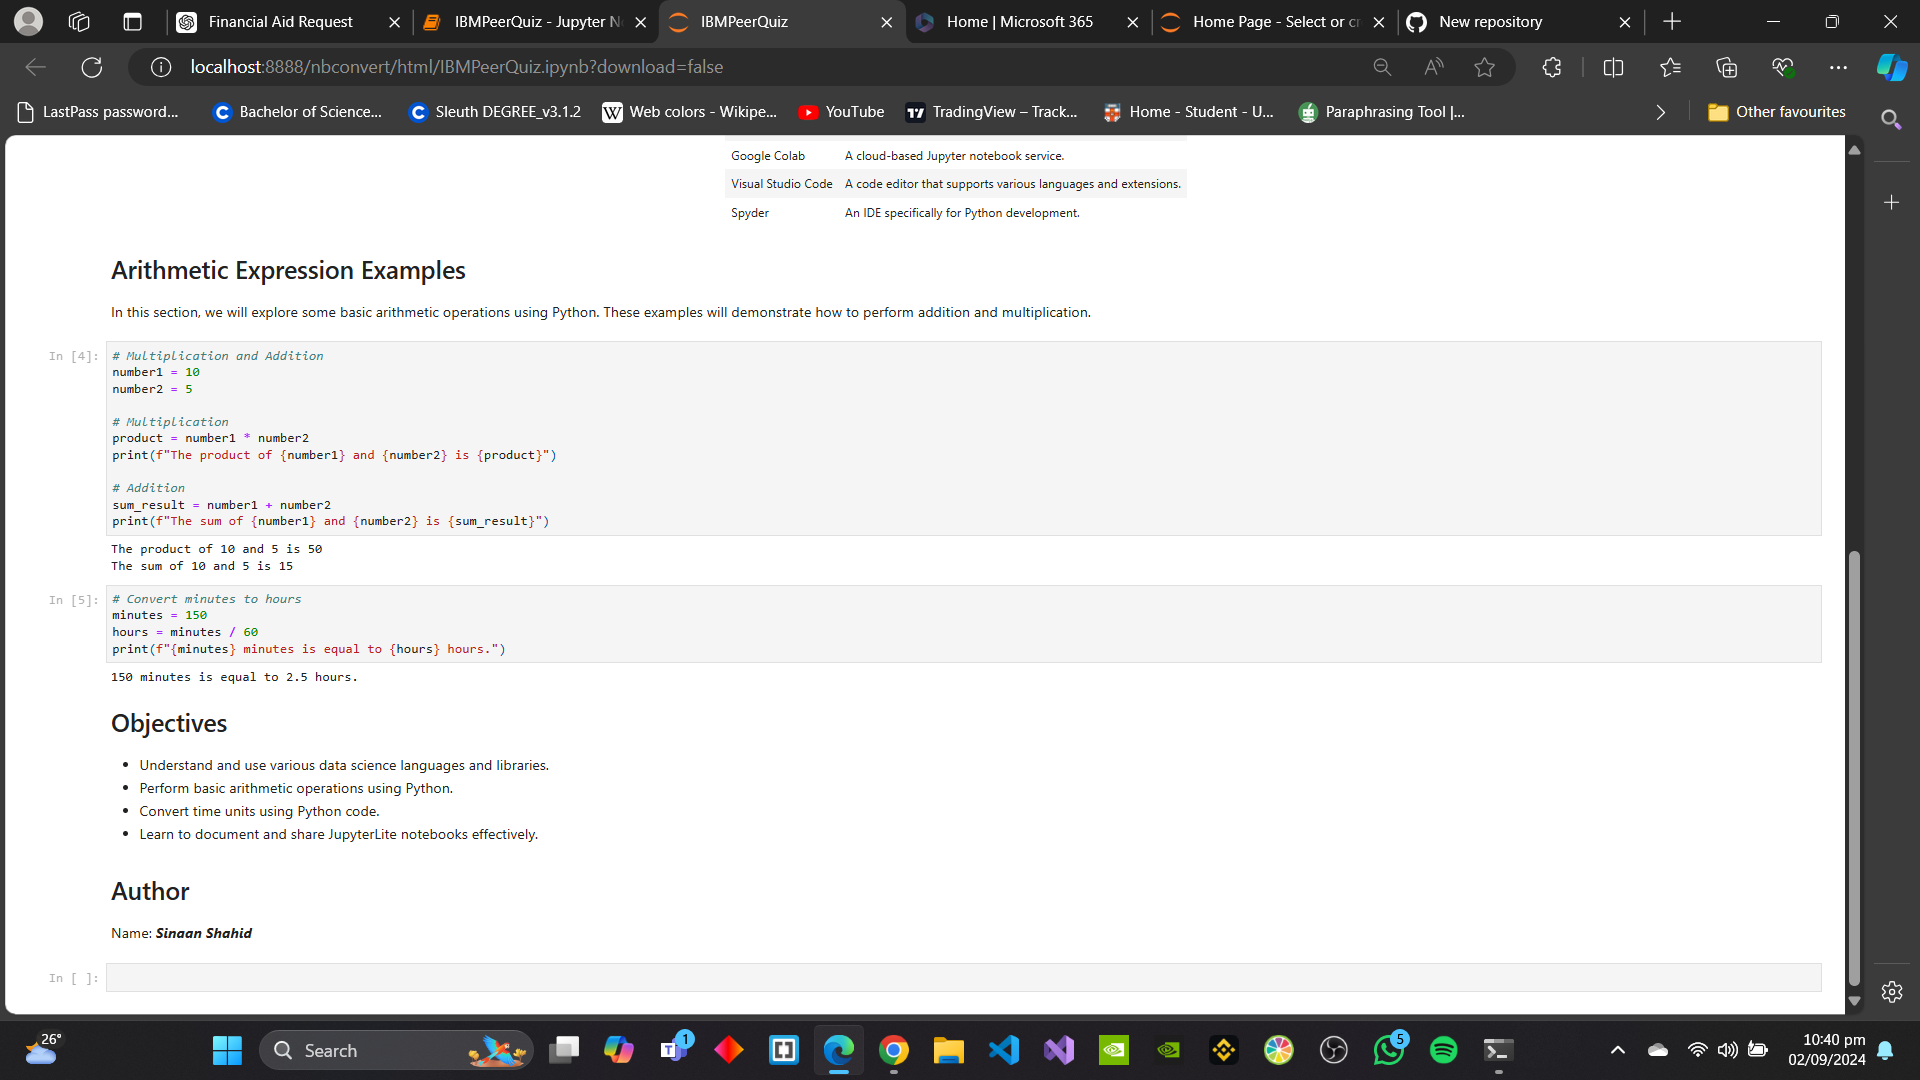 Financial Aid Request
IBMPeerQuiz - Jupyter N
IBMPeerQuiz
Home | Microsoft 365
Home Page - Select or cr
New repository
localhost:8888/nbconvert/html/IBMPeerQuiz.ipynb?download=false
LastPass password...
Bachelor of Science...
Sleuth DEGREE_v3.1.2
Web colors - Wikipe...
YouTube
TradingView – Track...
Home - Student - U...
Paraphrasing Tool |...
Other favourites
Google Colab A cloud-based Jupyter notebook service.
Visual Studio Code A code editor that supports various languages and extensions.
Spyder An IDE specifically for Python development.
Arithmetic Expression Examples
In this section, we will explore some basic arithmetic operations using Python. These examples will demonstrate how to perform addition and multiplication.
In [4]: # Multiplication and Addition
number1 = 10
number2 = 5
# Multiplication
product = number1 * number2
print(f"The product of {number1} and {number2} is {product}")
# Addition
sum_result = number1 + number2
print(f"The sum of {number1} and {number2} is {sum_result}")
The product of 10 and 5 is 50
The sum of 10 and 5 is 15
In [5]: # Convert minutes to hours
minutes = 150
hours = minutes / 60
print(f"{minutes} minutes is equal to {hours} hours.")
150 minutes is equal to 2.5 hours.
Objectives
• Understand and use various data science languages and libraries.
• Perform basic arithmetic operations using Python.
• Convert time units using Python code.
• Learn to document and share JupyterLite notebooks effectively.
Author
Name: Sinaan Shahid
In [ ]:
26°
Search
1
5
10:40 pm
02/09/2024